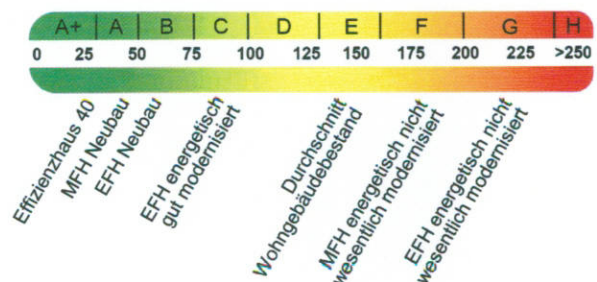 A+ A B C D E F G H
0 25 50 75 100 125 150 175 200 225 >250
Effizienzhaus 40
MFH Neubau
EFH Neubau
EFH energetisch
gut modernisiert
Durchschnitt
Wohngebäudebestand
MFH energetisch nicht
wesentlich modernisiert
EFH energetisch nicht
wesentlich modernisiert